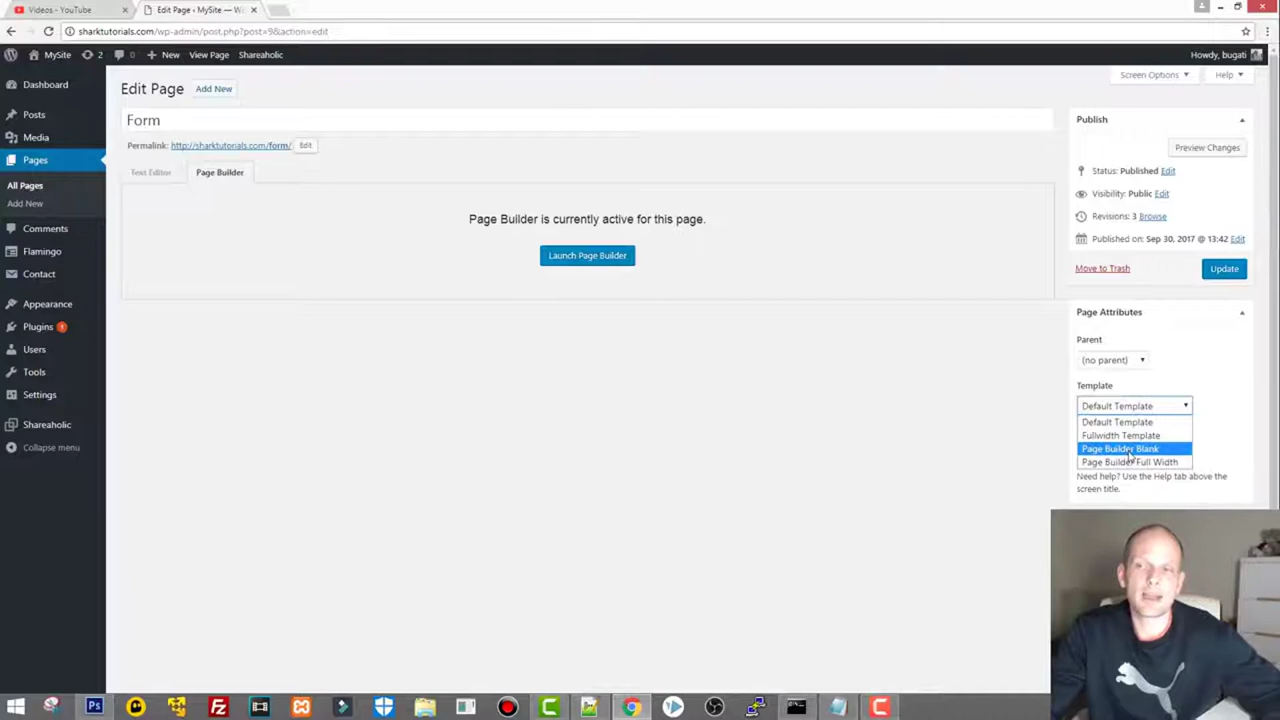 Videos - YouTube
Edit Page ‹ MySite — W
sharktutorials.com/wp-admin/post.php?post=9&action=edit
MySite
2
0
New
View Page
Shareaholic
Howdy, bugati
Dashboard
Posts
Media
Pages
All Pages
Add New
Comments
Flamingo
Contact
Appearance
Plugins 1
Users
Tools
Settings
Shareaholic
Collapse menu
Edit Page
Add New
Screen Options
Help
Form
Permalink: http://sharktutorials.com/form/ Edit
Text Editor
Page Builder
Page Builder is currently active for this page.
Launch Page Builder
Publish
Preview Changes
Status: Published Edit
Visibility: Public Edit
Revisions: 3 Browse
Published on: Sep 30, 2017 @ 13:42 Edit
Move to Trash
Update
Page Attributes
Parent
(no parent)
Template
Default Template
Default Template
Fullwidth Template
Page Builder Blank
Page Builder Full Width
Need help? Use the Help tab above the
screen title.